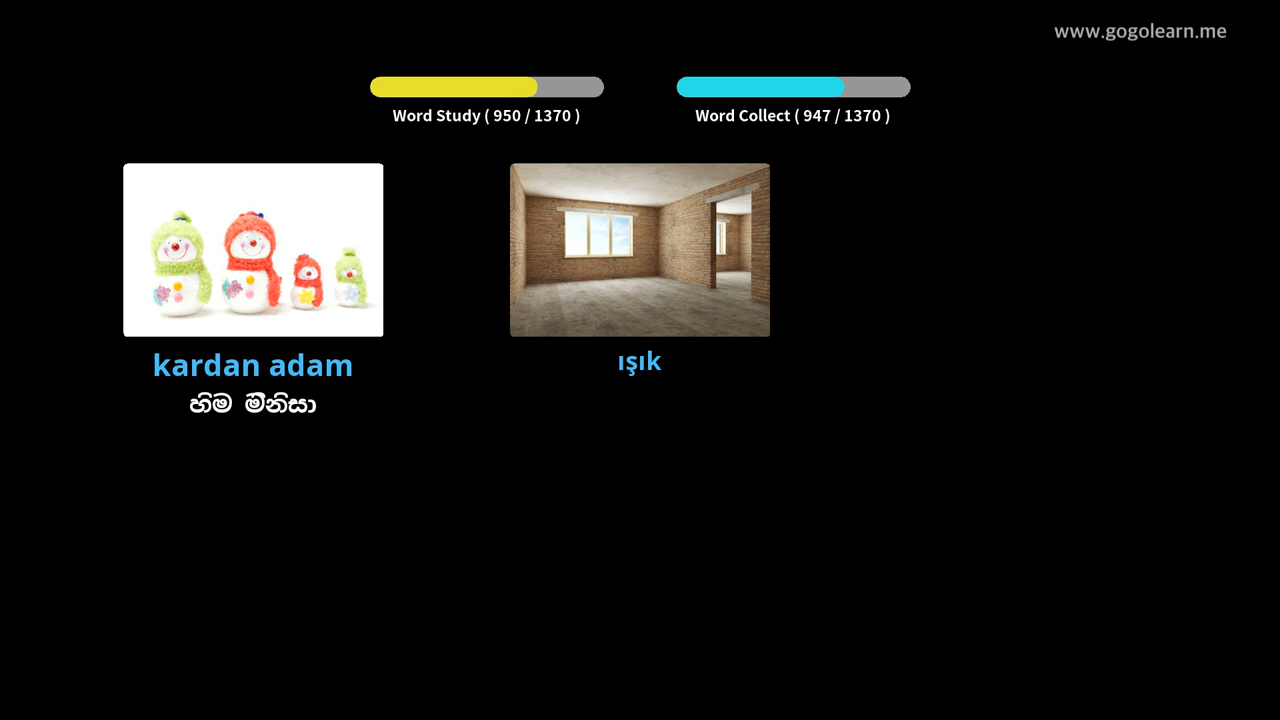 www.gogolearn.me
Word Study ( 950 / 1370 )
Word Collect ( 947 / 1370 )
kardan adam
හිම මිනිසා
ışık